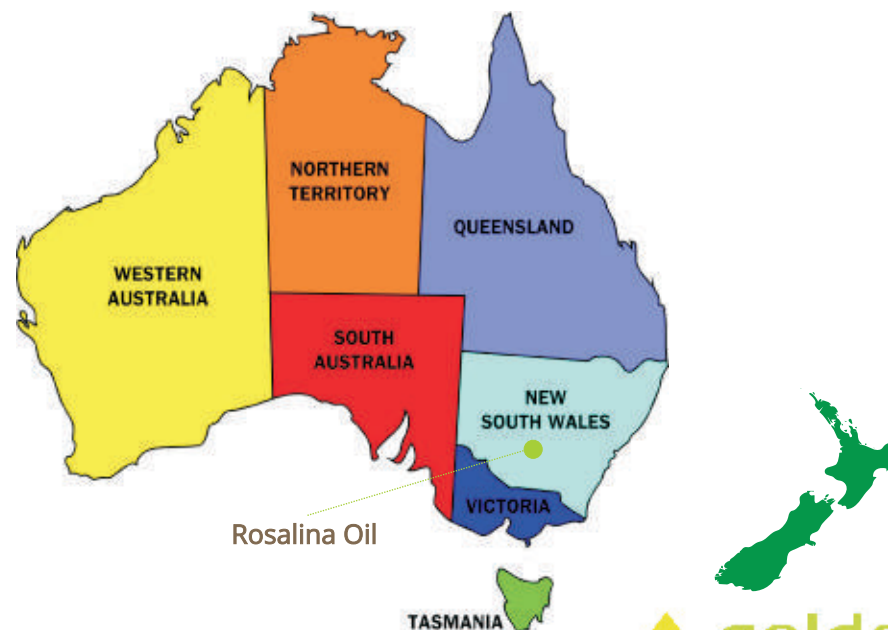 NORTHERN
TERRITORY
QUEENSLAND
WESTERN
AUSTRALIA
SOUTH
AUSTRALIA
NEW
SOUTH WALES
VICTORIA
Rosalina Oil
TASMANIA